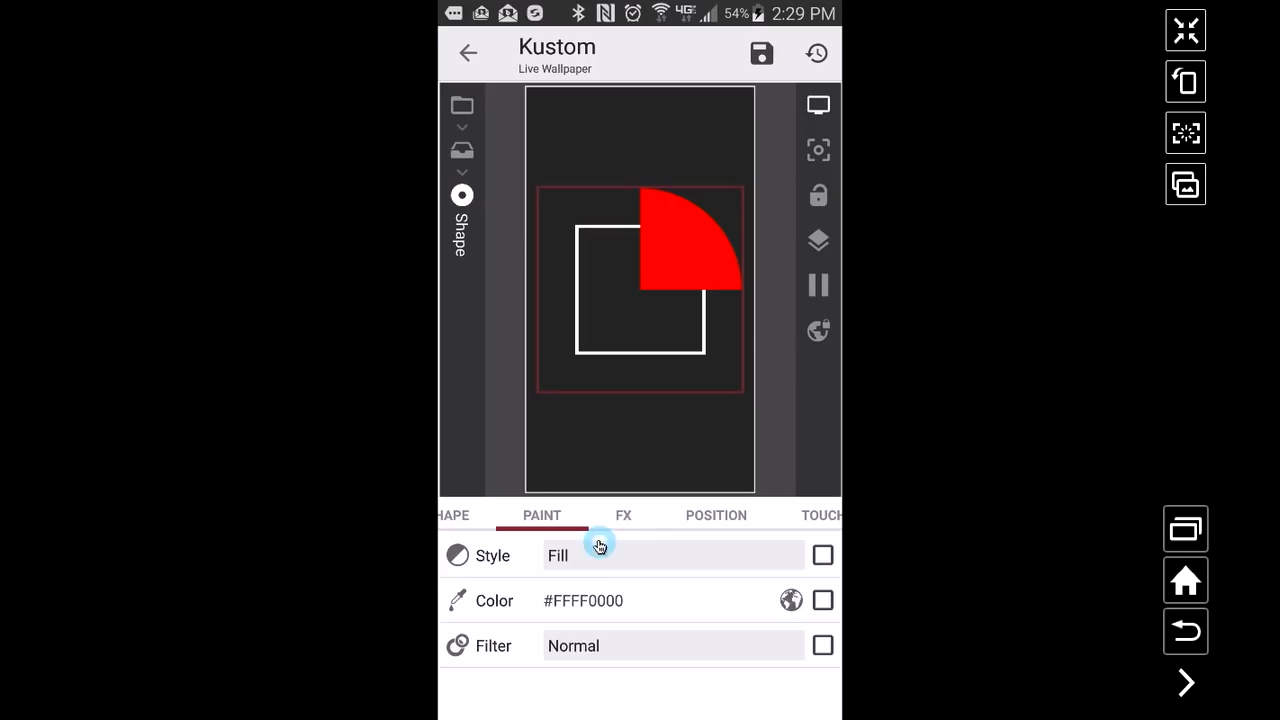 4G 54% 2:29 PM
Kustom
Live Wallpaper
Shape
HAPE PAINT FX POSITION TOUCH
Style Fill
Color #FFFF0000
Filter Normal